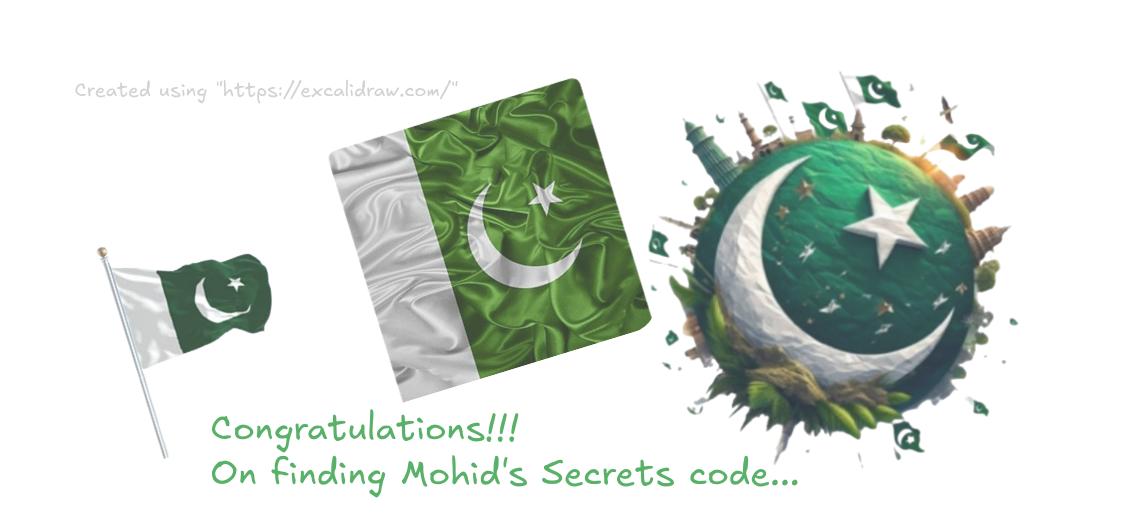 Created using "https://excalidraw.com/"
Congratulations!!!
On finding Mohid's Secrets code...